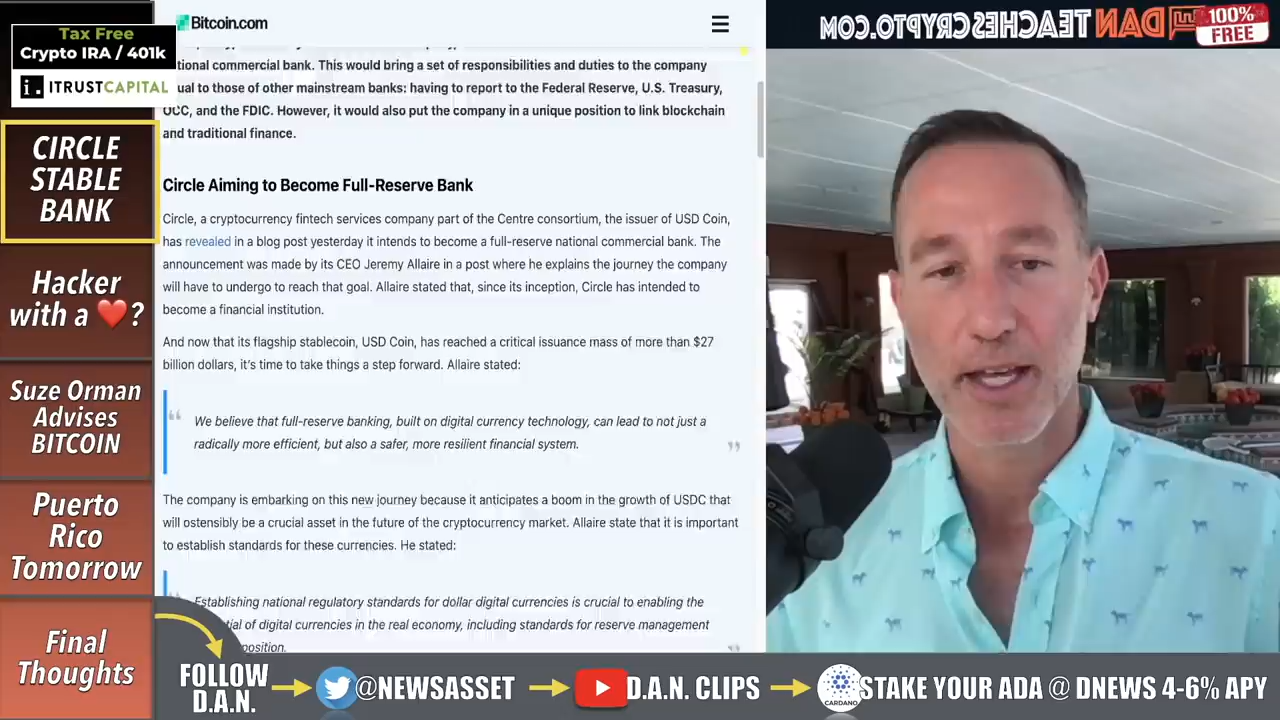 Tax Free
Crypto IRA / 401k
ITRUSTCAPITAL
CIRCLE
STABLE
BANK
Hacker
with a ❤️?
Suze Orman
Advises
BITCOIN
Puerto
Rico
Tomorrow
Final
Thoughts
Bitcoin.com
tional commercial bank. This would bring a set of responsibilities and duties to the company
ual to those of other mainstream banks: having to report to the Federal Reserve, U.S. Treasury,
OCC, and the FDIC. However, it would also put the company in a unique position to link blockchain
and traditional finance.
Circle Aiming to Become Full-Reserve Bank
Circle, a cryptocurrency fintech services company part of the Centre consortium, the issuer of USD Coin,
has revealed in a blog post yesterday it intends to become a full-reserve national commercial bank. The
announcement was made by its CEO Jeremy Allaire in a post where he explains the journey the company
will have to undergo to reach that goal. Allaire stated that, since its inception, Circle has intended to
become a financial institution.
And now that its flagship stablecoin, USD Coin, has reached a critical issuance mass of more than $27
billion dollars, it's time to take things a step forward. Allaire stated:
“ We believe that full-reserve banking, built on digital currency technology, can lead to not just a
radically more efficient, but also a safer, more resilient financial system. ”
The company is embarking on this new journey because it anticipates a boom in the growth of USDC that
will ostensibly be a crucial asset in the future of the cryptocurrency market. Allaire state that it is important
to establish standards for these currencies. He stated:
Establishing national regulatory standards for dollar digital currencies is crucial to enabling the
tial of digital currencies in the real economy, including standards for reserve management
position.
DAN TEACHES CRYPTO.COM
100%
FREE
FOLLOW
D.A.N.
@NEWSASSET
D.A.N. CLIPS
CARDANO
STAKE YOUR ADA @ DNEWS 4-6% APY